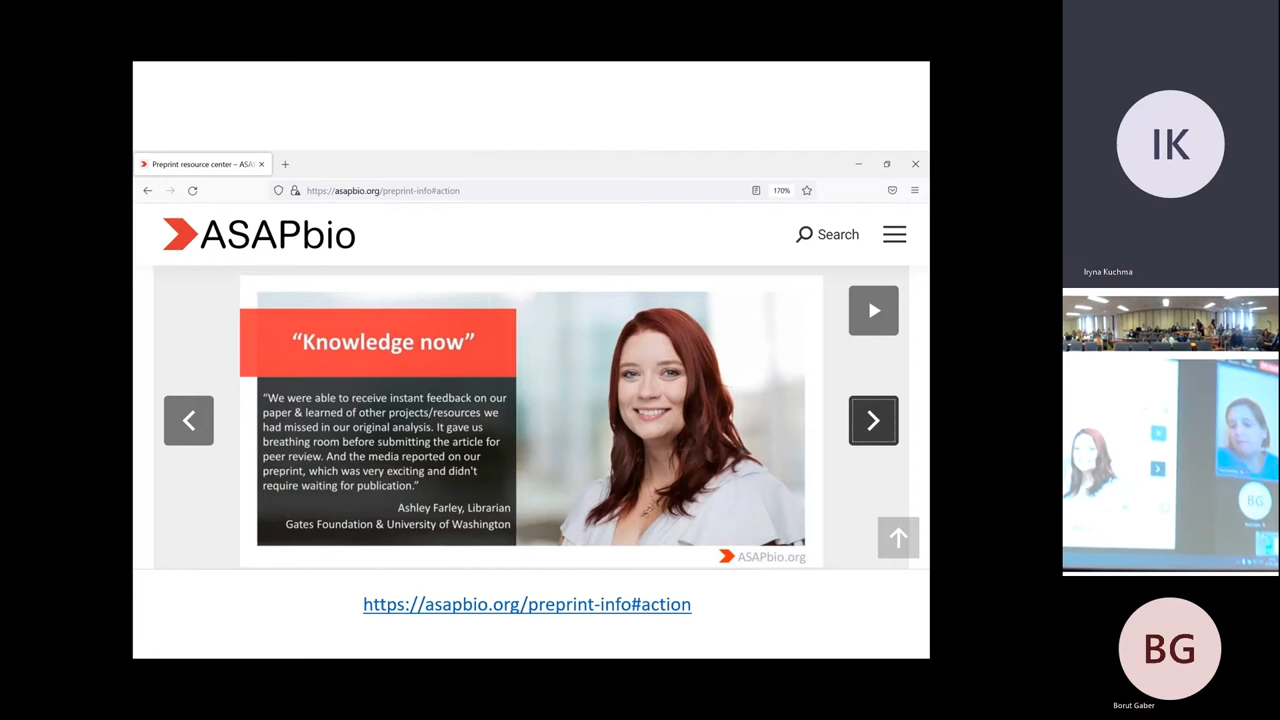 Preprint resource center – ASA
https://asapbio.org/preprint-info#action
170%
ASAPbio
Search
“Knowledge now”
“We were able to receive instant feedback on our
paper & learned of other projects/resources we
had missed in our original analysis. It gave us
breathing room before submitting the article for
peer review. And the media reported on our
preprint, which was very exciting and didn't
require waiting for publication.”
Ashley Farley, Librarian
Gates Foundation & University of Washington
ASAPbio.org
https://asapbio.org/preprint-info#action
IK
Iryna Kuchma
BG
BG
Borut Gaber